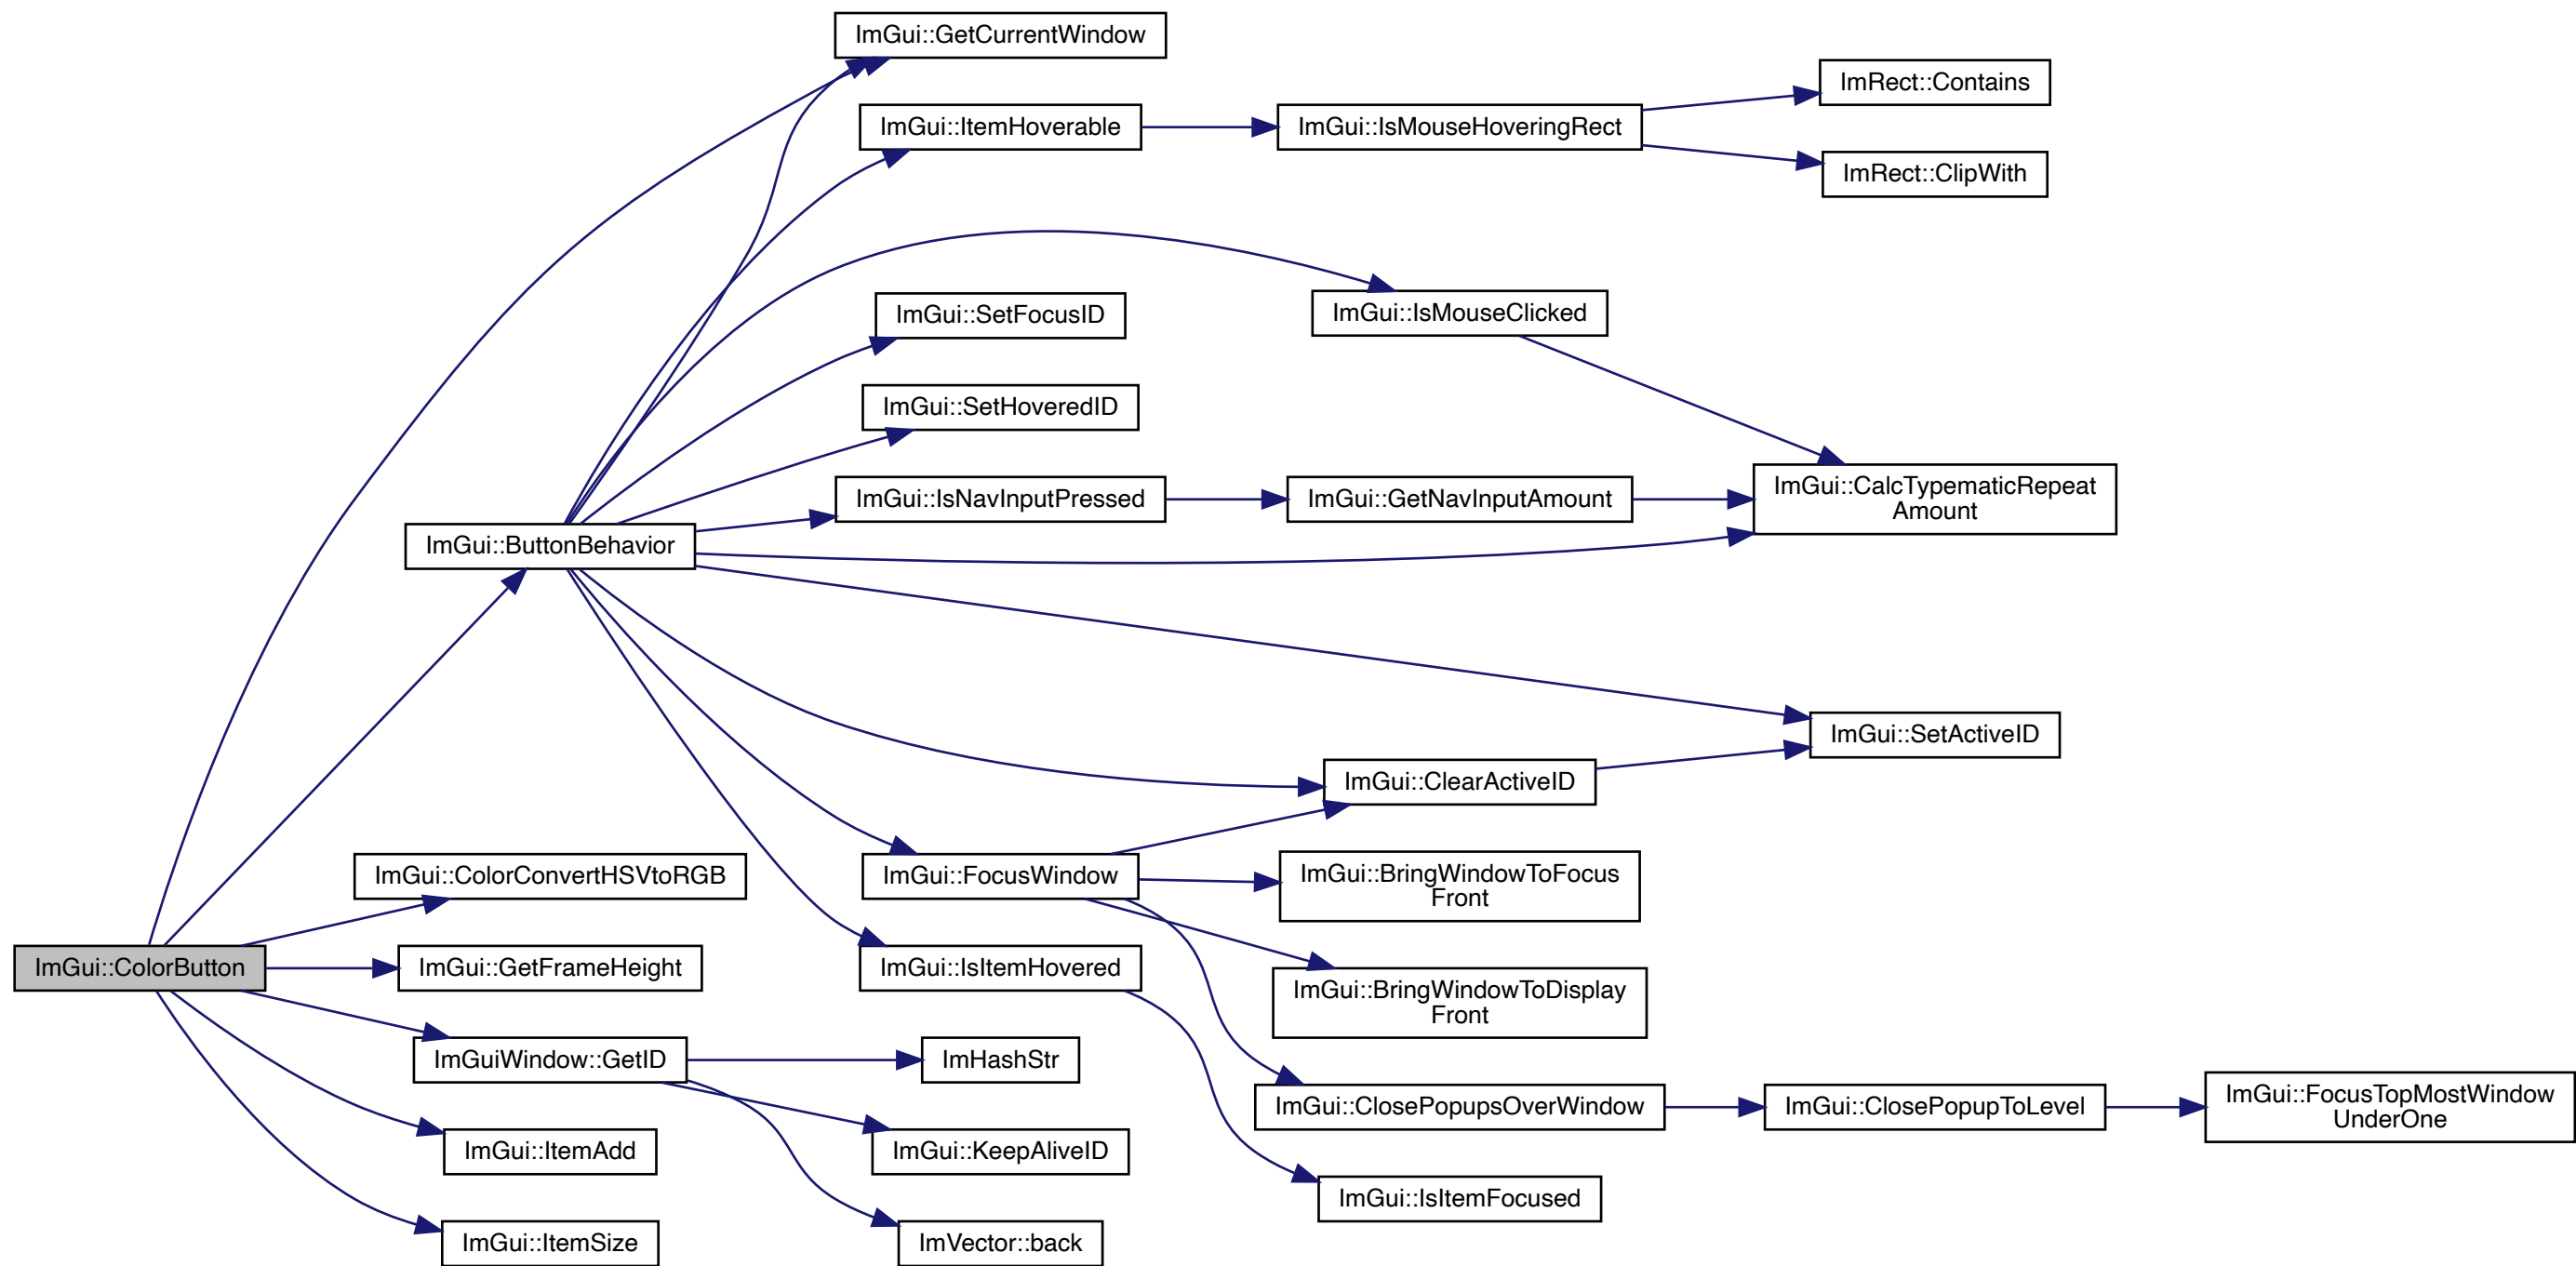 ImGui::GetCurrentWindow
ImRect::Contains
ImGui::ItemHoverable
ImGui::IsMouseHoveringRect
ImRect::ClipWith
ImGui::SetFocusID
ImGui::IsMouseClicked
ImGui::SetHoveredID
ImGui::IsNavInputPressed
ImGui::GetNavInputAmount
ImGui::CalcTypematicRepeat
Amount
ImGui::ButtonBehavior
ImGui::SetActiveID
ImGui::ClearActiveID
ImGui::ColorConvertHSVtoRGB
ImGui::FocusWindow
ImGui::BringWindowToFocus
Front
ImGui::ColorButton
ImGui::GetFrameHeight
ImGui::IsItemHovered
ImGui::BringWindowToDisplay
Front
ImGuiWindow::GetID
ImHashStr
ImGui::ClosePopupsOverWindow
ImGui::ClosePopupToLevel
ImGui::FocusTopMostWindow
UnderOne
ImGui::ItemAdd
ImGui::KeepAliveID
ImGui::IsItemFocused
ImGui::ItemSize
ImVector::back